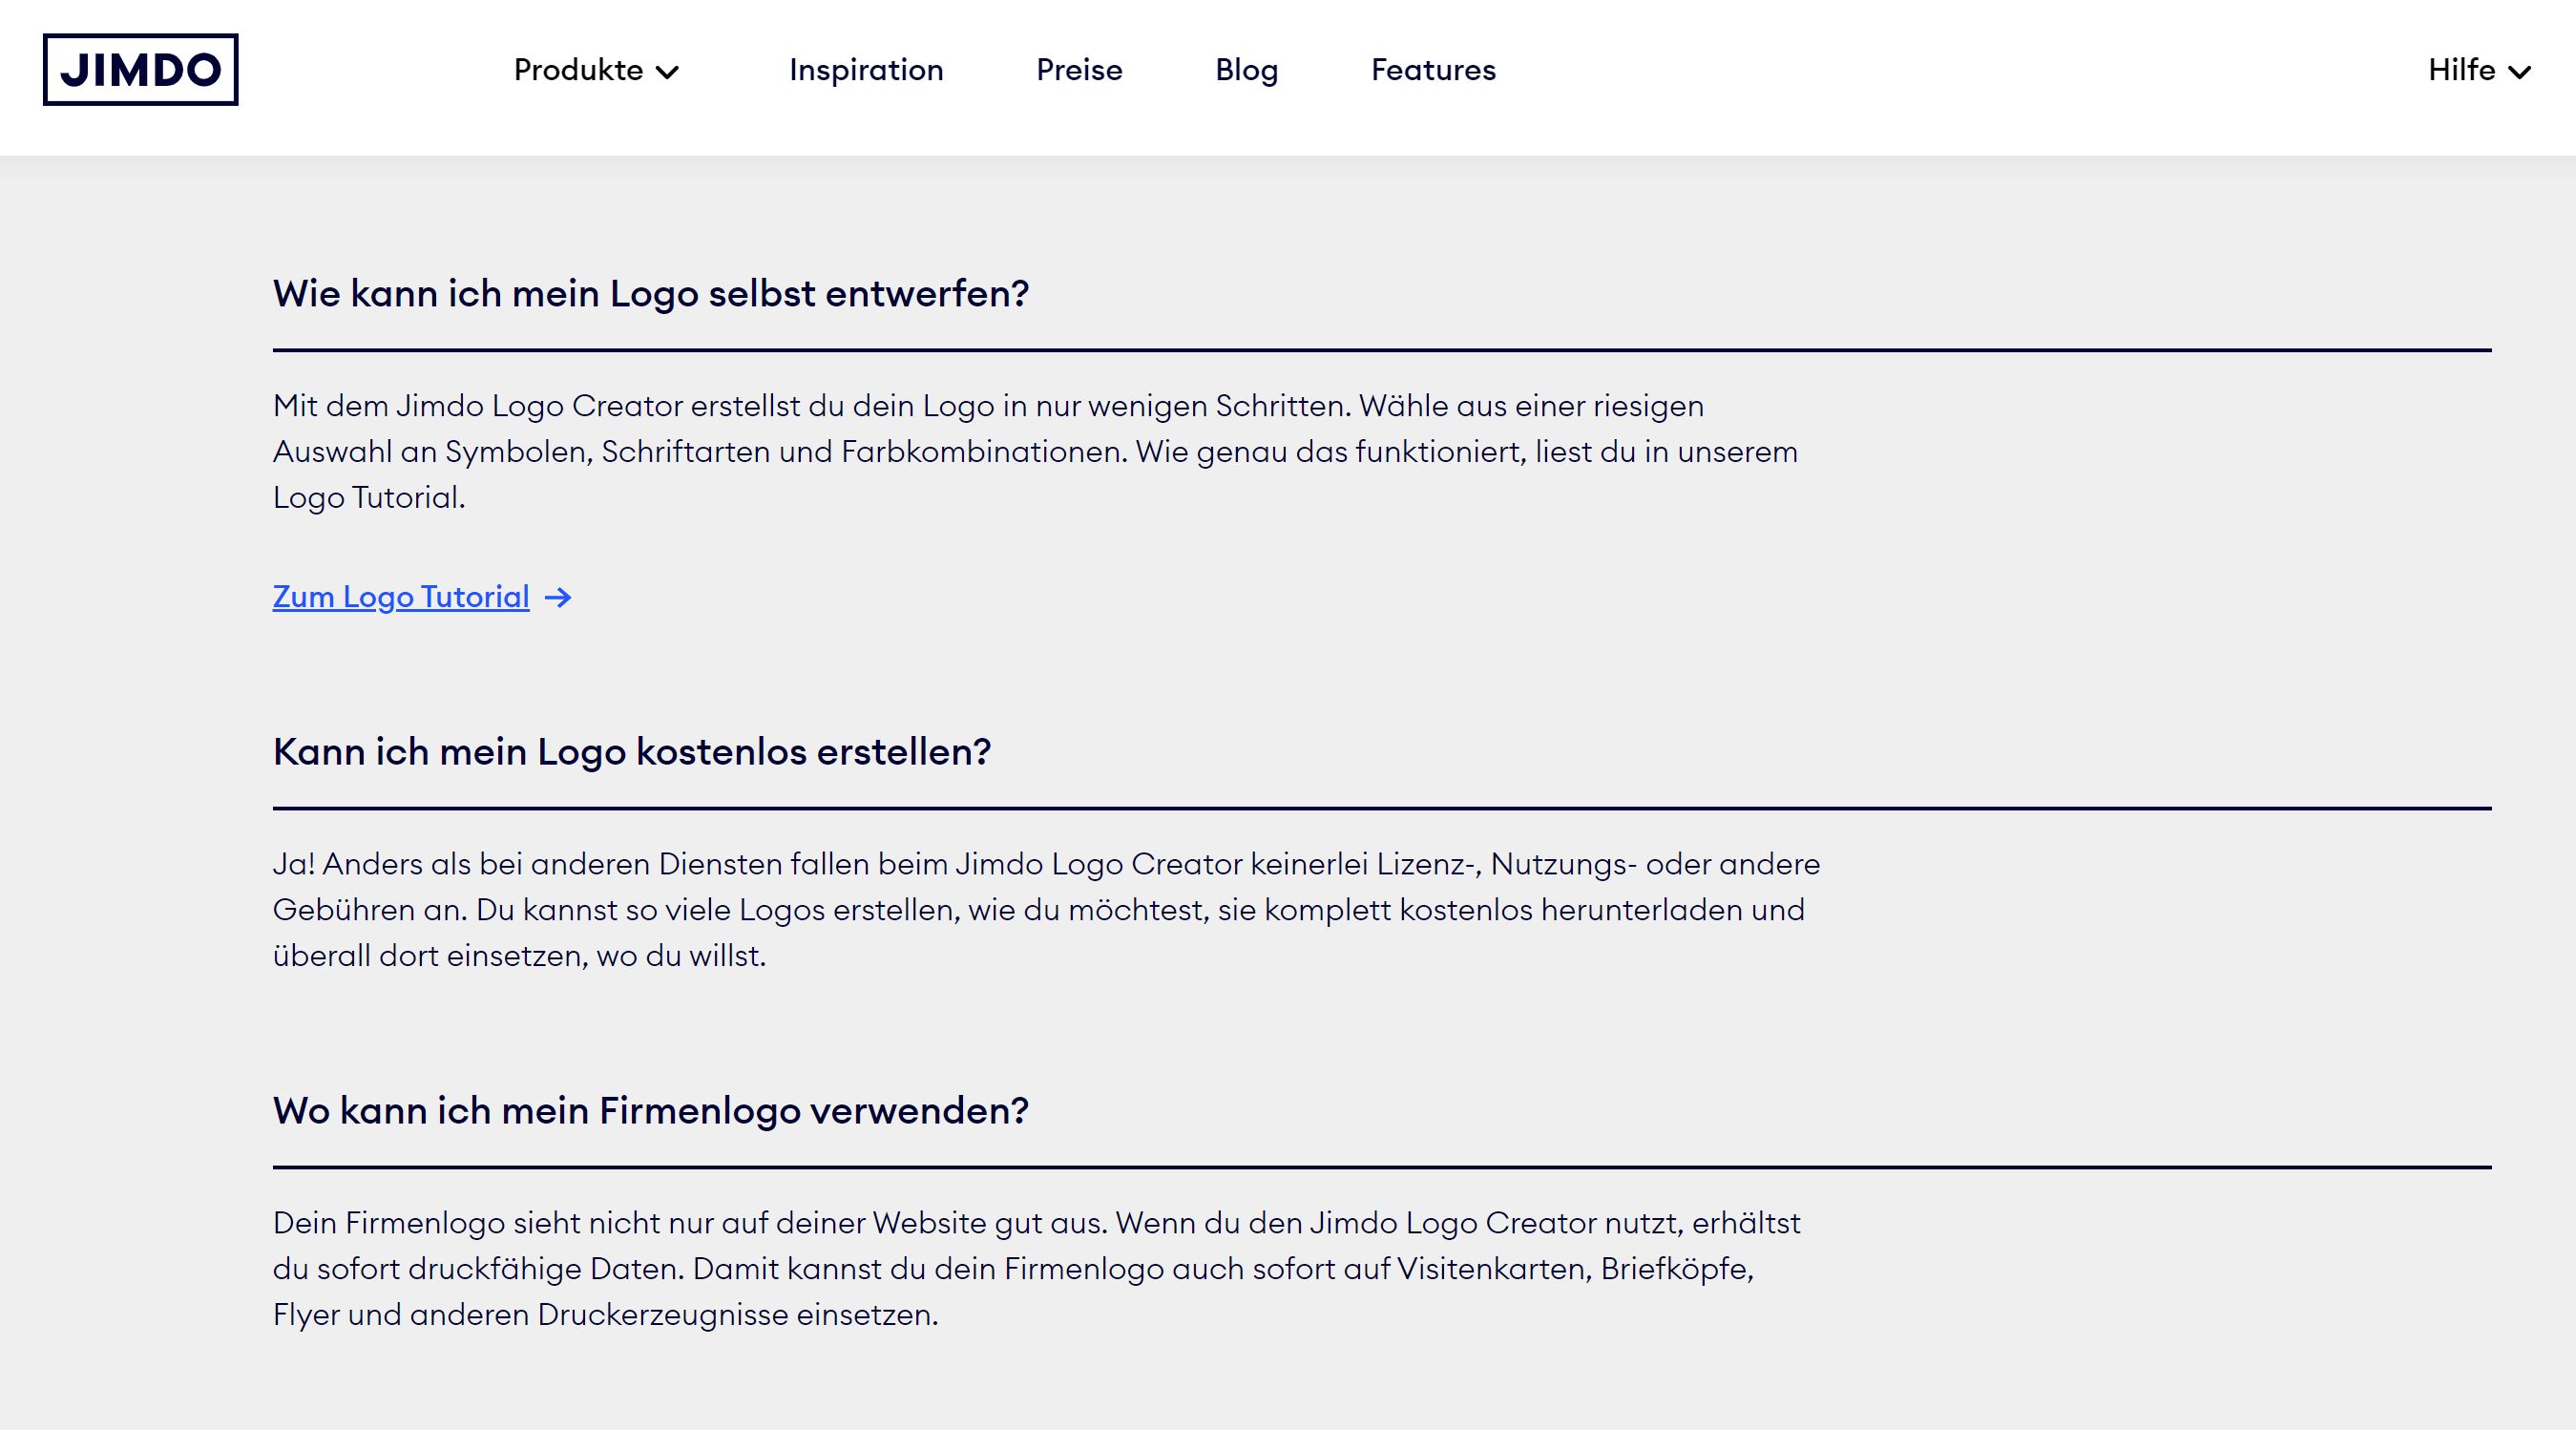 JIMDO
Produkte
Inspiration
Preise
Blog
Features
Hilfe
Wie kann ich mein Logo selbst entwerfen?
Mit dem Jimdo Logo Creator erstellst du dein Logo in nur wenigen Schritten. Wähle aus einer riesigen
Auswahl an Symbolen, Schriftarten und Farbkombinationen. Wie genau das funktioniert, liest du in unserem
Logo Tutorial.
Zum Logo Tutorial →
Kann ich mein Logo kostenlos erstellen?
Ja! Anders als bei anderen Diensten fallen beim Jimdo Logo Creator keinerlei Lizenz-, Nutzungs- oder andere
Gebühren an. Du kannst so viele Logos erstellen, wie du möchtest, sie komplett kostenlos herunterladen und
überall dort einsetzen, wo du willst.
Wo kann ich mein Firmenlogo verwenden?
Dein Firmenlogo sieht nicht nur auf deiner Website gut aus. Wenn du den Jimdo Logo Creator nutzt, erhältst
du sofort druckfähige Daten. Damit kannst du dein Firmenlogo auch sofort auf Visitenkarten, Briefköpfe,
Flyer und anderen Druckerzeugnisse einsetzen.